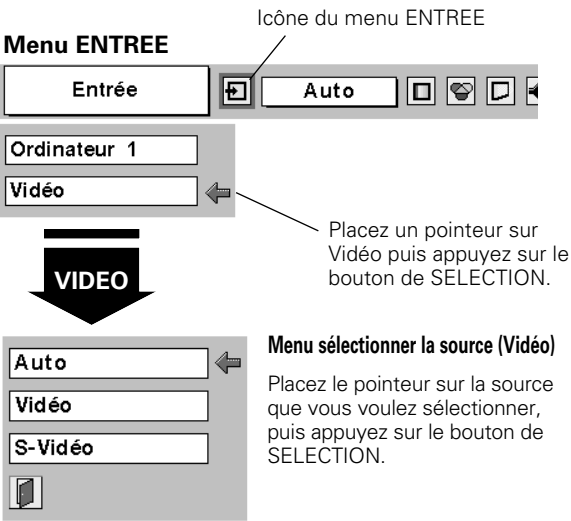 Icône du menu ENTREE
Menu ENTREE
Entrée
Auto
Ordinateur 1
Vidéo
Placez un pointeur sur
Vidéo puis appuyez sur le
bouton de SELECTION.
VIDEO
Menu sélectionner la source (Vidéo)
Auto
Vidéo
S-Vidéo
Placez le pointeur sur la source
que vous voulez sélectionner,
puis appuyez sur le bouton de
SELECTION.